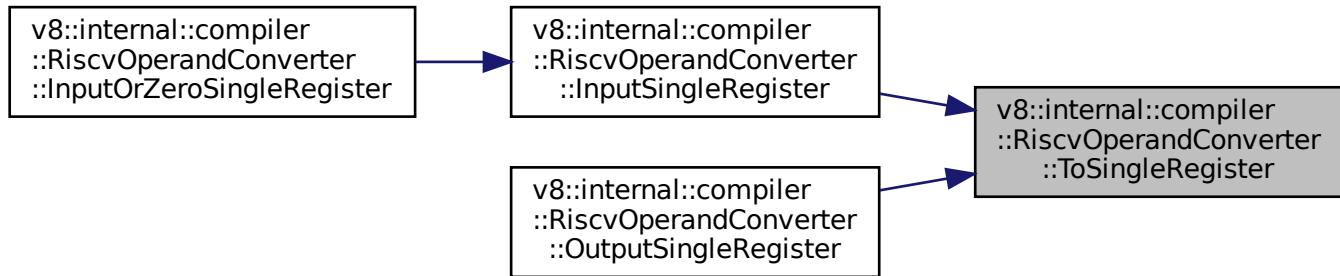 v8::internal::compiler
::RiscvOperandConverter
::InputOrZeroSingleRegister
v8::internal::compiler
::RiscvOperandConverter
::InputSingleRegister
v8::internal::compiler
::RiscvOperandConverter
::ToSingleRegister
v8::internal::compiler
::RiscvOperandConverter
::OutputSingleRegister